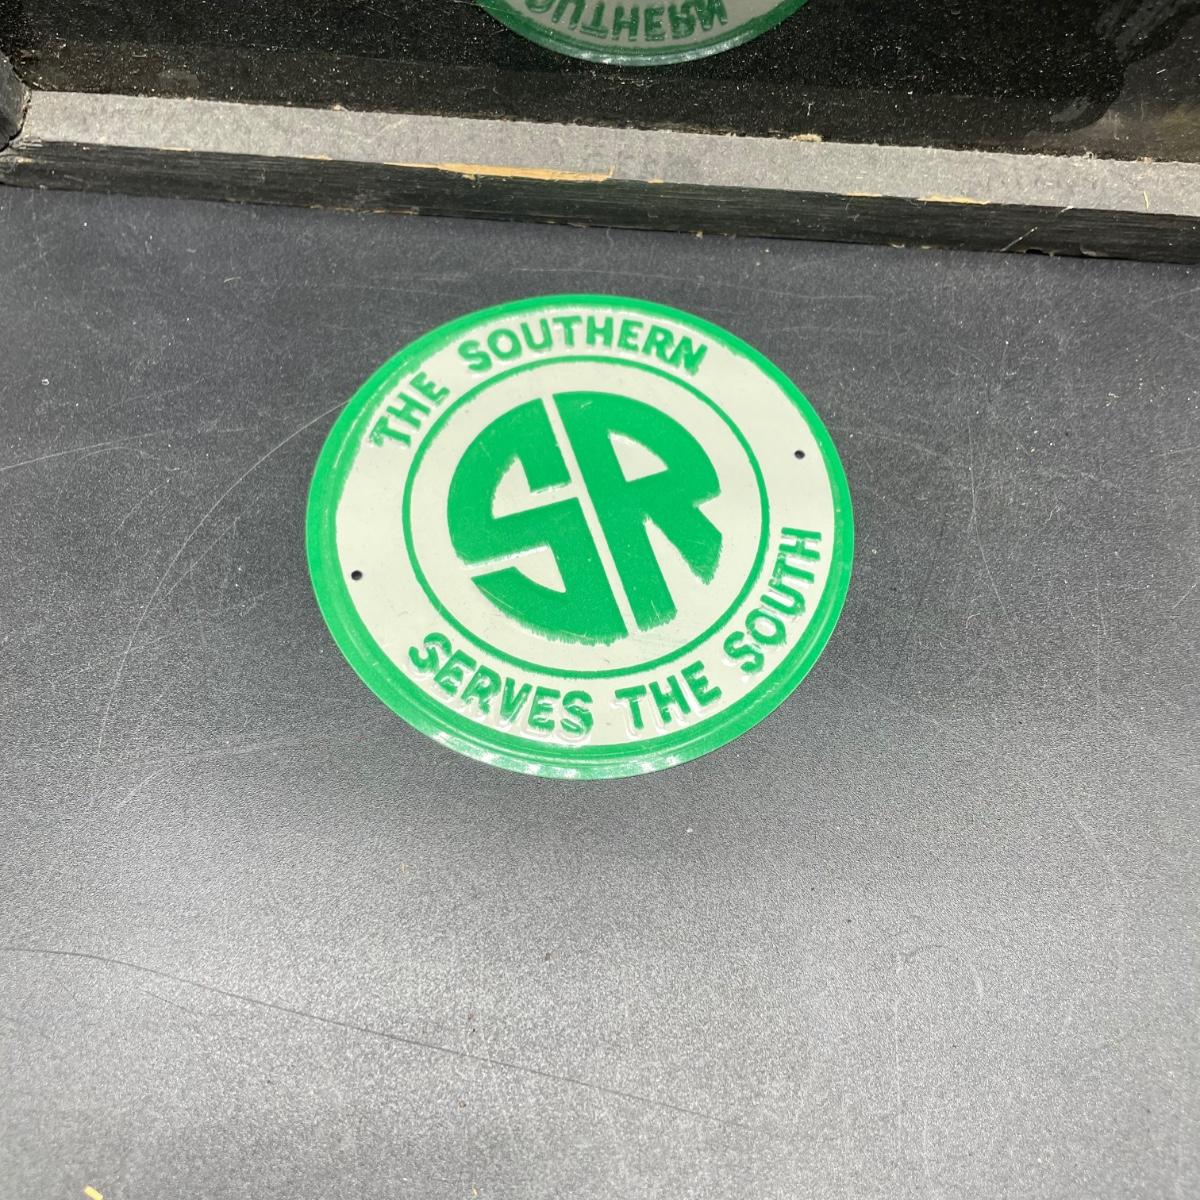 THE SOUTHERN
SR
SERVES THE SOUTH